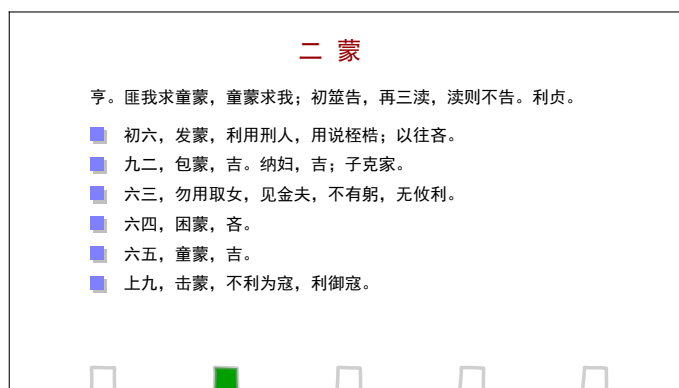 二 蒙
亨。匪我求童蒙，童蒙求我；初筮告，再三渎，渎则不告。利贞。
初六，发蒙，利用刑人，用说桎梏；以往吝。
九二，包蒙，吉。纳妇，吉；子克家。
六三，勿用取女，见金夫，不有躬，无攸利。
六四，困蒙，吝。
六五，童蒙，吉。
上九，击蒙，不利为寇，利御寇。